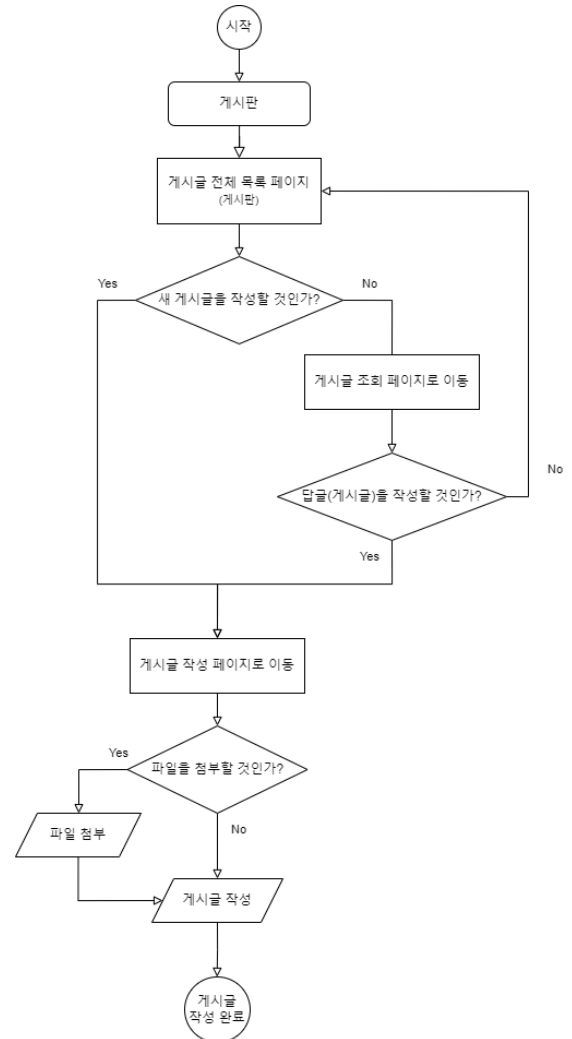 시작
게시판
게시글 전체 목록 페이지
(게시판)
Yes
새 게시글을 작성할 것인가?
No
게시글 조회 페이지로 이동
답글(게시글)을 작성할 것인가?
No
Yes
게시글 작성 페이지로 이동
Yes
파일을 첨부할 것인가?
파일 첨부
No
게시글 작성
게시글
작성 완료